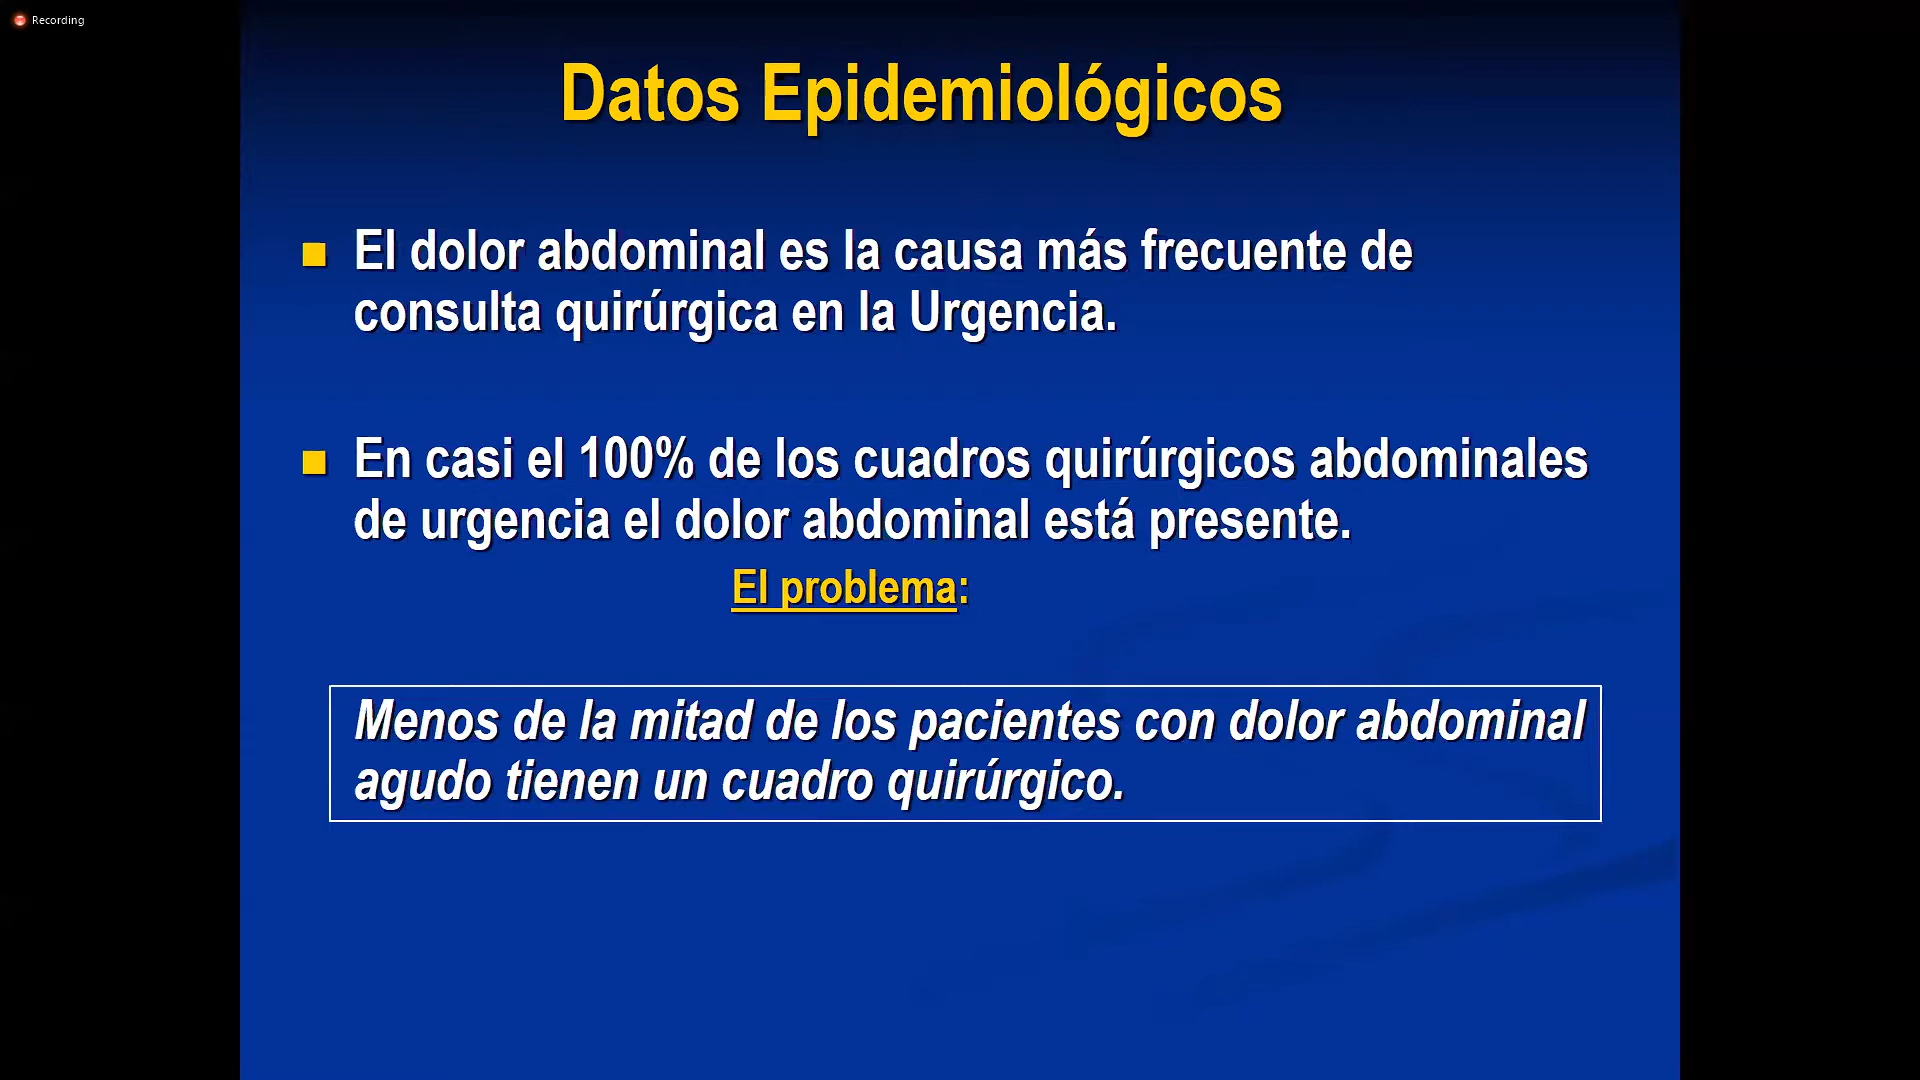 Recording
Datos Epidemiológicos
El dolor abdominal es la causa más frecuente de
consulta quirúrgica en la Urgencia.
En casi el 100% de los cuadros quirúrgicos abdominales
de urgencia el dolor abdominal está presente.
El problema:
Menos de la mitad de los pacientes con dolor abdominal
agudo tienen un cuadro quirúrgico.